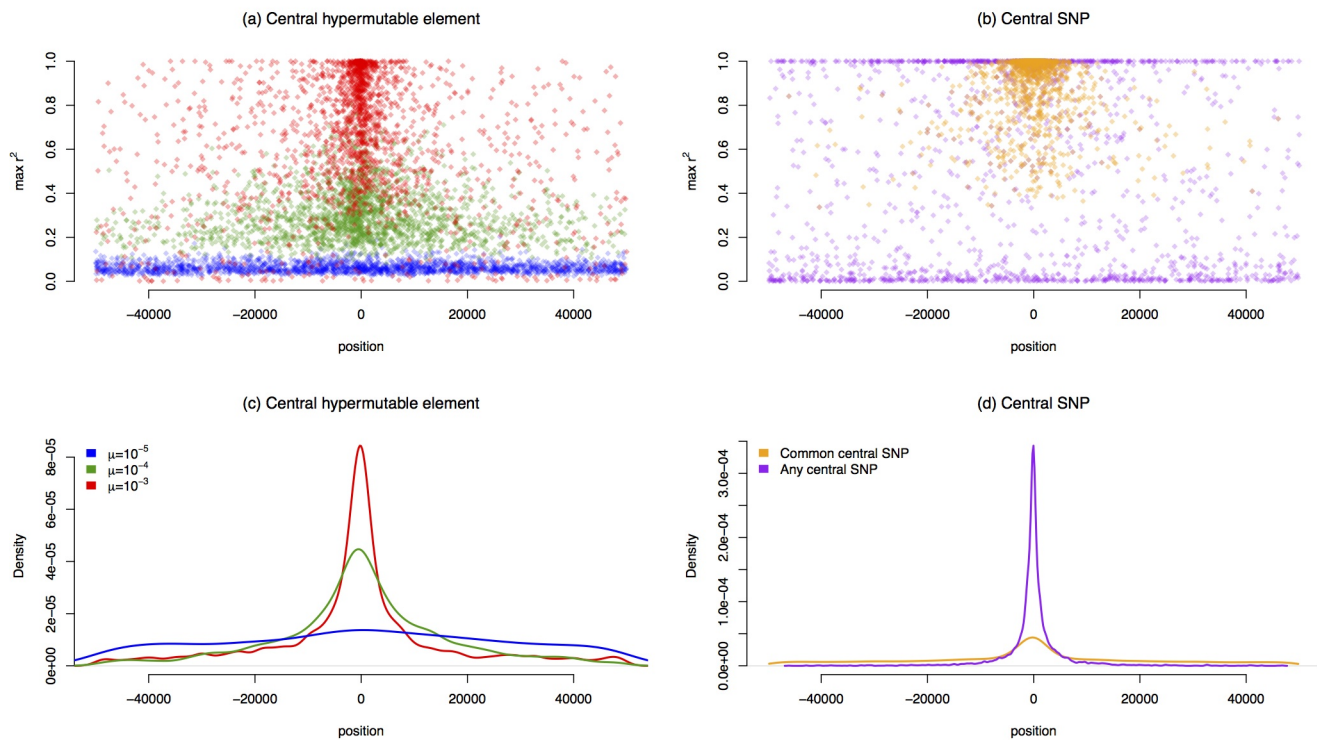 (a) Central hypermutable element
max r²
0.0 0.2 0.4 0.6 0.8 1.0
−40000 −20000 0 20000 40000
position
(b) Central SNP
max r²
0.0 0.2 0.4 0.6 0.8 1.0
−40000 −20000 0 20000 40000
position
(c) Central hypermutable element
Density
0e+00 2e−05 4e−05 6e−05 8e−05
μ=10⁻⁵
μ=10⁻⁴
μ=10⁻³
−40000 −20000 0 20000 40000
position
(d) Central SNP
Density
0.0e+00 1.0e−04 2.0e−04 3.0e−04
Common central SNP
Any central SNP
−40000 −20000 0 20000 40000
position